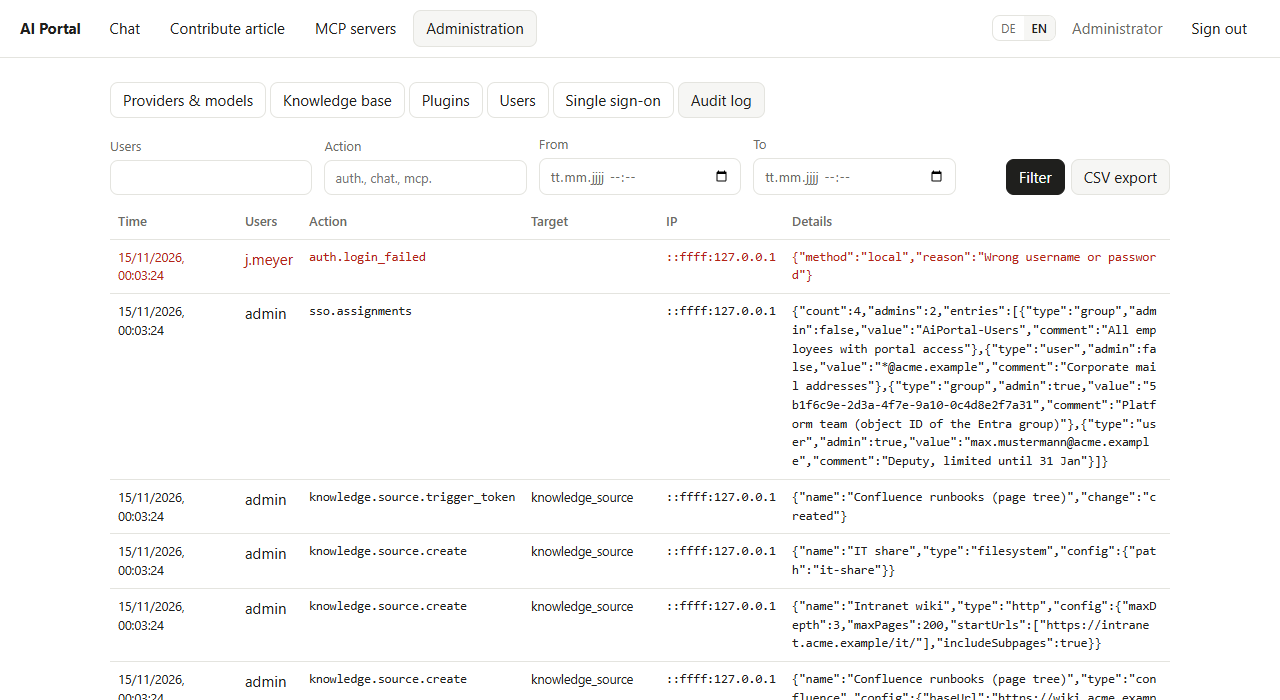 AI Portal Chat Contribute article MCP servers Administration DE EN Administrator Sign out
Providers & models Knowledge base Plugins Users Single sign-on Audit log
Users Action From To
auth., chat., mcp. tt.mm.jjjj --:-- tt.mm.jjjj --:-- Filter CSV export
Time Users Action Target IP Details
15/11/2026, j.meyer auth.login_failed ::ffff:127.0.0.1 {"method":"local","reason":"Wrong username or passwor
00:03:24 d"}
15/11/2026, admin sso.assignments ::ffff:127.0.0.1 {"count":4,"admins":2,"entries":[{"type":"group","adm
00:03:24 in":false,"value":"AiPortal-Users","comment":"All emp
loyees with portal access"},{"type":"user","admin":fa
lse,"value":"*@acme.example","comment":"Corporate mai
l addresses"},{"type":"group","admin":true,"value":"5
b1f6c9e-2d3a-4f7e-9a10-0c4d8e2f7a31","comment":"Platf
orm team (object ID of the Entra group)"},{"type":"us
er","admin":true,"value":"max.mustermann@acme.exampl
e","comment":"Deputy, limited until 31 Jan"}]}
15/11/2026, admin knowledge.source.trigger_token knowledge_source ::ffff:127.0.0.1 {"name":"Confluence runbooks (page tree)","change":"c
00:03:24 reated"}
15/11/2026, admin knowledge.source.create knowledge_source ::ffff:127.0.0.1 {"name":"IT share","type":"filesystem","config":{"pat
00:03:24 h":"it-share"}}
15/11/2026, admin knowledge.source.create knowledge_source ::ffff:127.0.0.1 {"name":"Intranet wiki","type":"http","config":{"maxD
00:03:24 epth":3,"maxPages":200,"startUrls":["https://intrane
t.acme.example/it/"],"includeSubpages":true}}
15/11/2026, admin knowledge.source.create knowledge_source ::ffff:127.0.0.1 {"name":"Confluence runbooks (page tree)","type":"con
00:03:24 fluence","config":{"baseUrl":"https://wiki.acme.examp